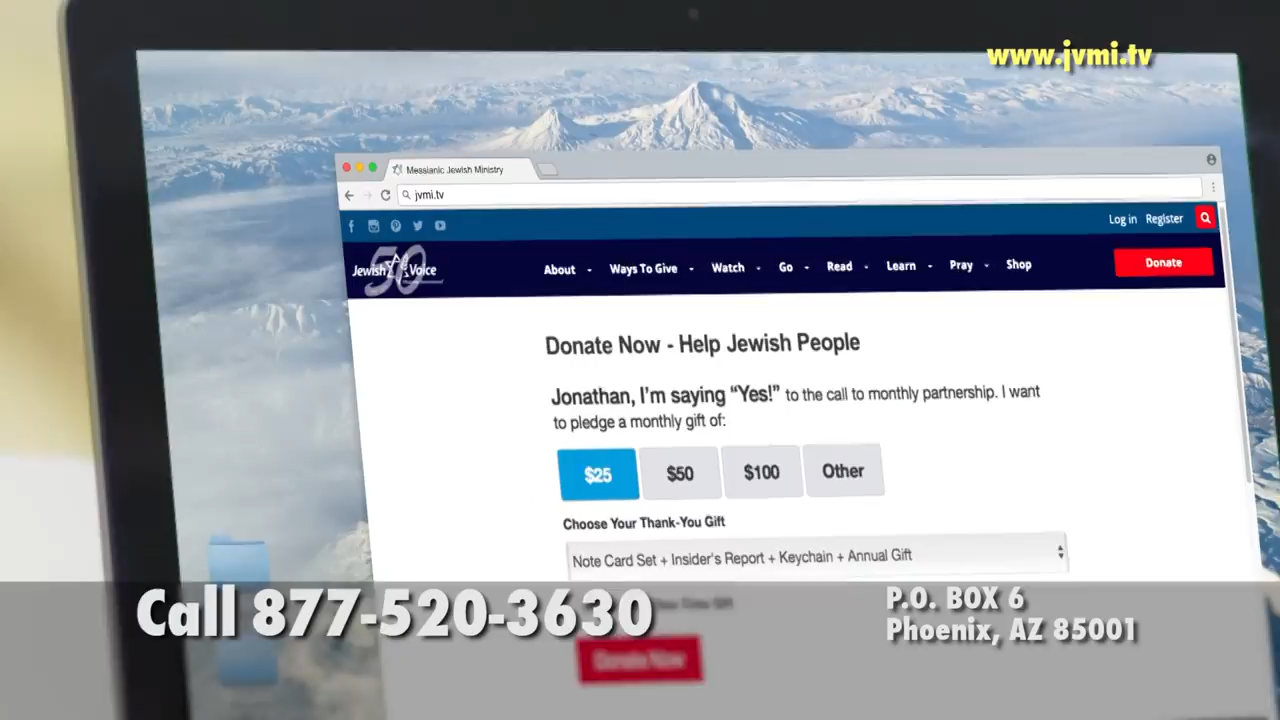 www.jvmi.tv
Messianic Jewish Ministry
jvmi.tv
Log in Register
Jewish Voice
50
About Ways To Give Watch Go Read Learn Pray Shop Donate
Donate Now - Help Jewish People
Jonathan, I'm saying “Yes!” to the call to monthly partnership. I want
to pledge a monthly gift of:
$25 $50 $100 Other
Choose Your Thank-You Gift
Note Card Set + Insider's Report + Keychain + Annual Gift
Call 877-520-3630
P.O. BOX 6
Phoenix, AZ 85001
Donate Now